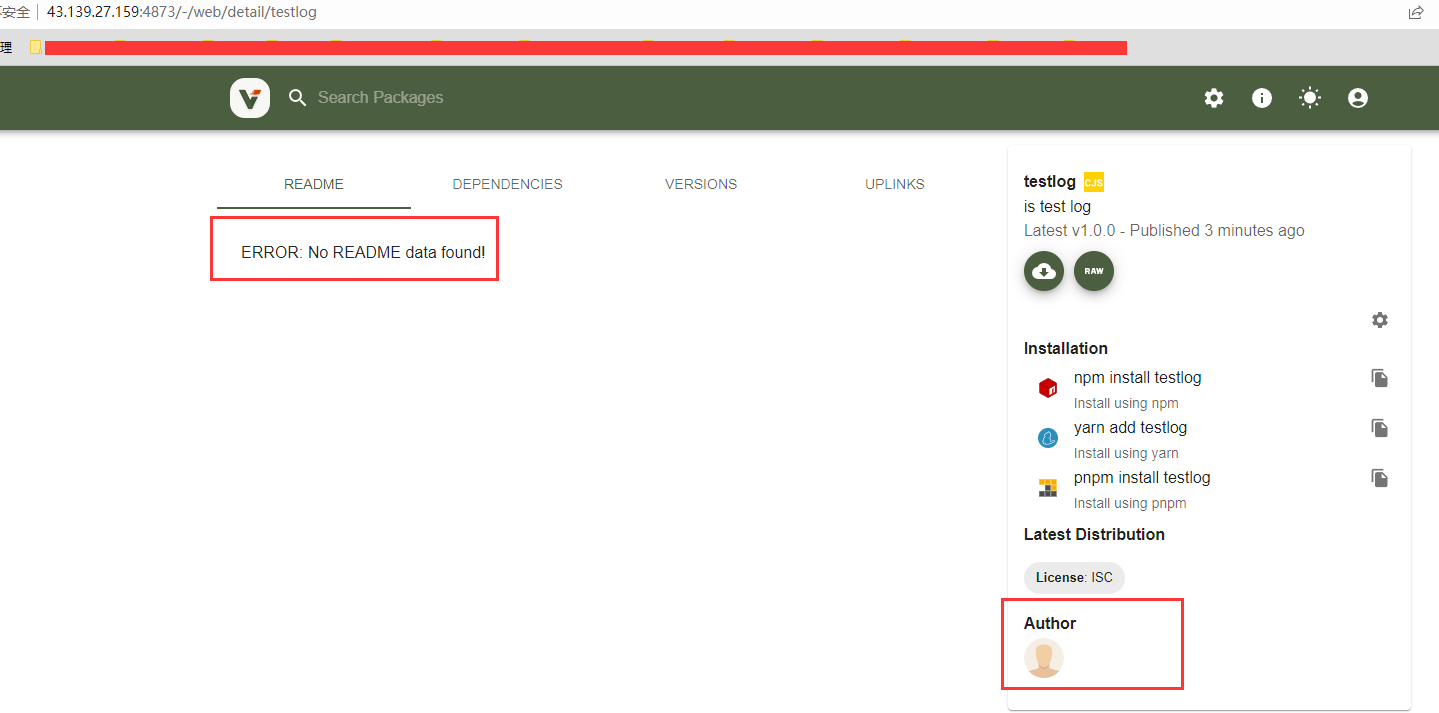 不安全 43.139.27.159:4873/-/web/detail/testlog
理
Search Packages
README DEPENDENCIES VERSIONS UPLINKS
ERROR: No README data found!
testlog CJS
is test log
Latest v1.0.0 - Published 3 minutes ago
RAW
Installation
npm install testlog
Install using npm
yarn add testlog
Install using yarn
pnpm install testlog
Install using pnpm
Latest Distribution
License: ISC
Author